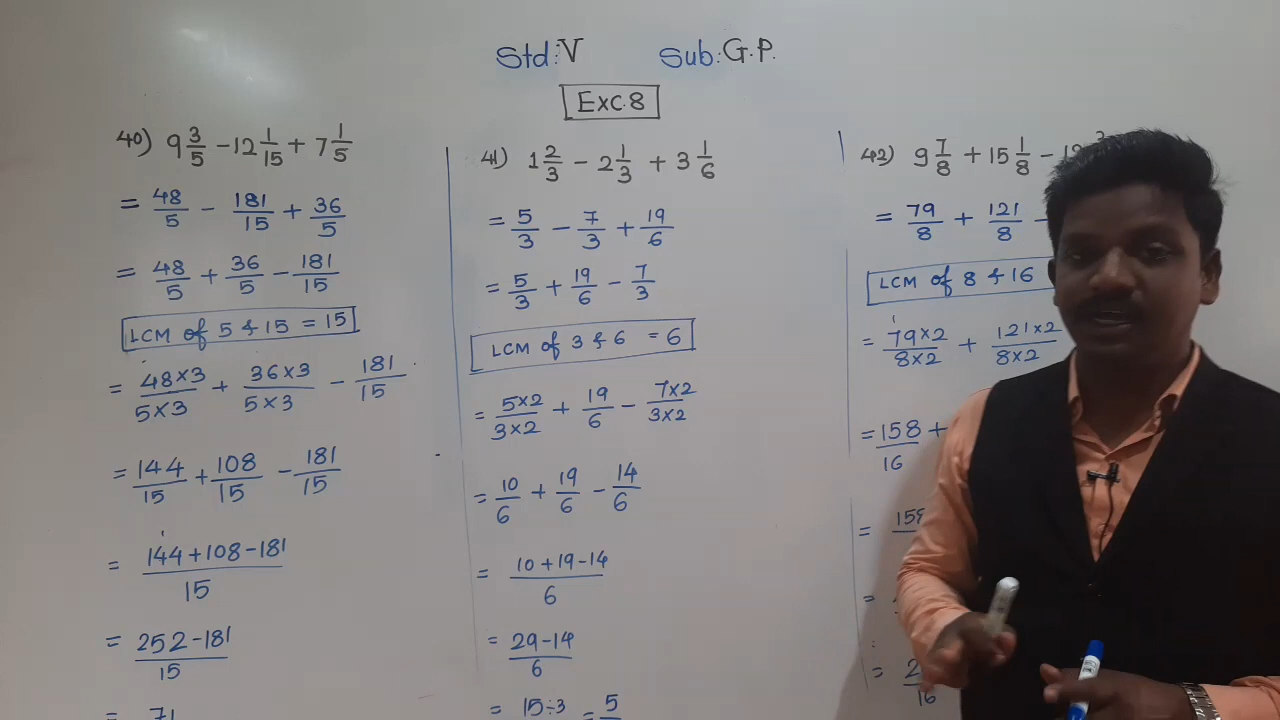 Std: V Sub: G.P.
Exc.8
40) 9 3/5 - 12 1/15 + 7 1/5
= 48/5 - 181/15 + 36/5
= 48/5 + 36/5 - 181/15
LCM of 5 & 15 = 15
= 48×3/5×3 + 36×3/5×3 - 181/15
= 144/15 + 108/15 - 181/15
= 144+108-181/15
= 252-181/15
= 71
41) 1 2/3 - 2 1/3 + 3 1/6
= 5/3 - 7/3 + 19/6
= 5/3 + 19/6 - 7/3
LCM of 3 & 6 = 6
= 5×2/3×2 + 19/6 - 7×2/3×2
= 10/6 + 19/6 - 14/6
= 10+19-14/6
= 29-14/6
= 15÷3 = 5
42) 9 7/8 + 15 1/8 -
= 79/8 + 121/8 -
LCM of 8 & 16
= 79×2/8×2 + 121×2/8×2
= 158/16 +
=
=
= 2 /16